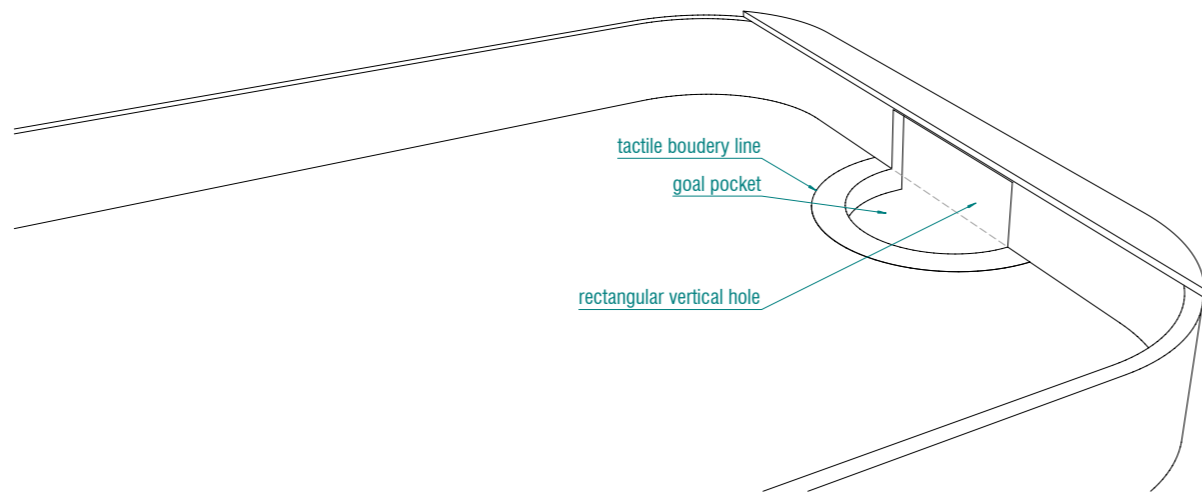 tactile boudery line
goal pocket
rectangular vertical hole